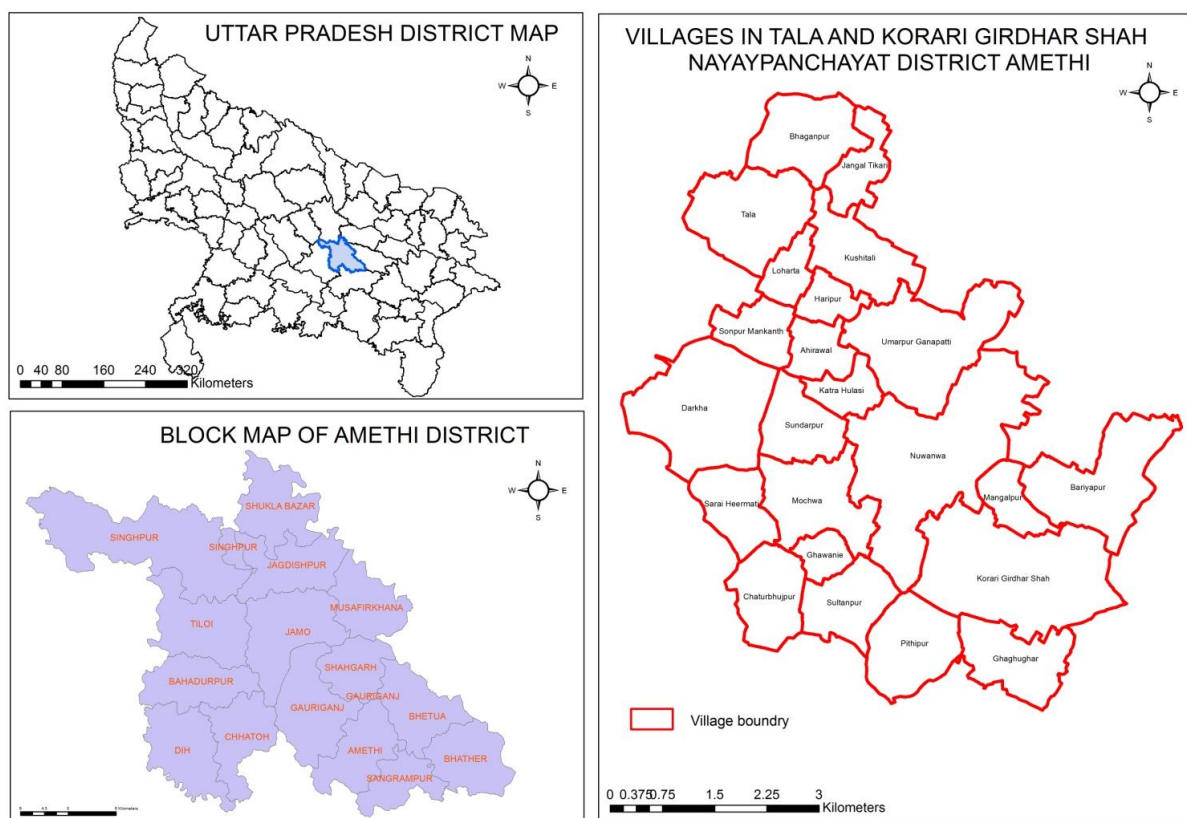 UTTAR PRADESH DISTRICT MAP
N
W E
S
0 40 80 160 240 320
Kilometers
BLOCK MAP OF AMETHI DISTRICT
N
W E
S
SHUKLA BAZAR
SINGHPUR
SINGHPUR
JAGDISHPUR
MUSAFIRKHANA
TILOI
JAMO
SHAHGARH
BAHADURPUR
GAURIGANJ
GAURIGANJ
BHETUA
DIH
CHHATOH
AMETHI
BHATHER
SANGRAMPUR
Kilometers
VILLAGES IN TALA AND KORARI GIRDHAR SHAH
NAYAYPANCHAYAT DISTRICT AMETHI
N
W E
S
Bhaganpur
Jangal Tikari
Tala
Kushitali
Loharta
Haripur
Sonpur Mankanth
Umarpur Ganapatti
Ahirawal
Katra Hulasi
Darkha
Sundarpur
Nuwanwa
Bariyapur
Mangalpur
Mochwa
Sarai Heermati
Ghawanie
Korari Girdhar Shah
Chaturbhujpur
Sultanpur
Pithipur
Ghaghughar
Village boundry
0 0.375 0.75 1.5 2.25 3
Kilometers